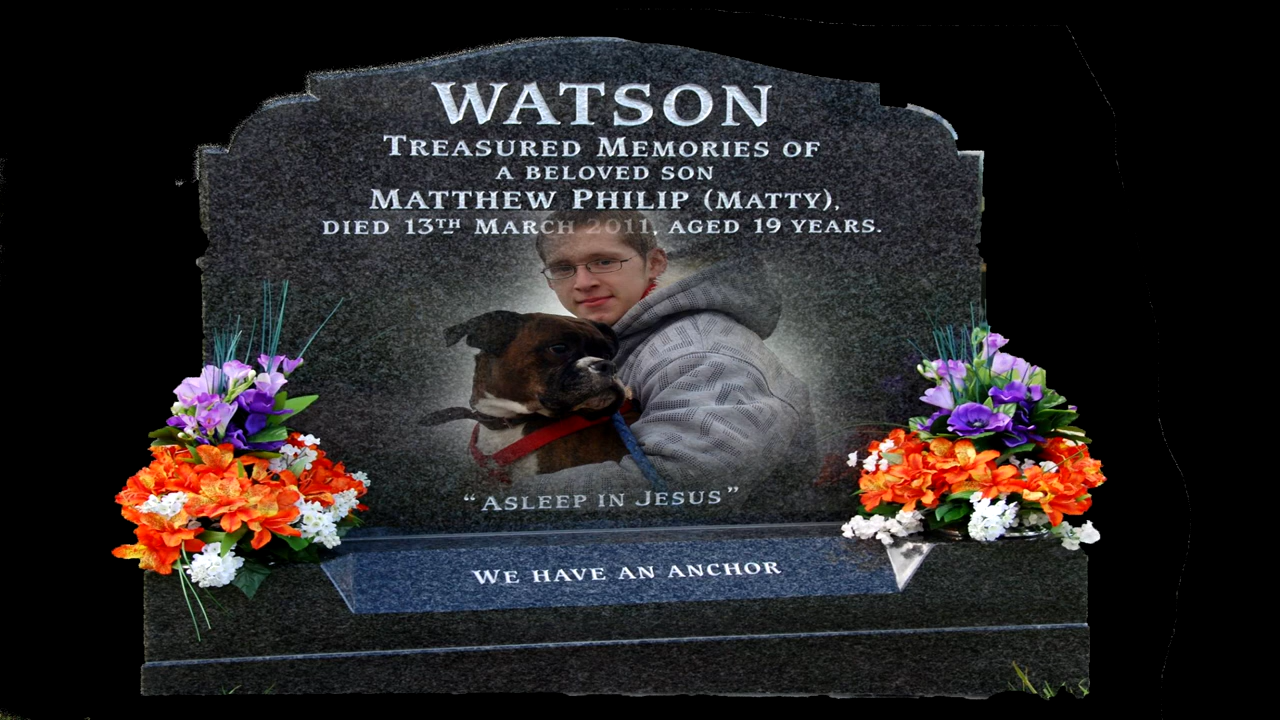 WATSON
TREASURED MEMORIES OF
A BELOVED SON
MATTHEW PHILIP (MATTY),
DIED 13TH MARCH 2011, AGED 19 YEARS.
"ASLEEP IN JESUS"
WE HAVE AN ANCHOR